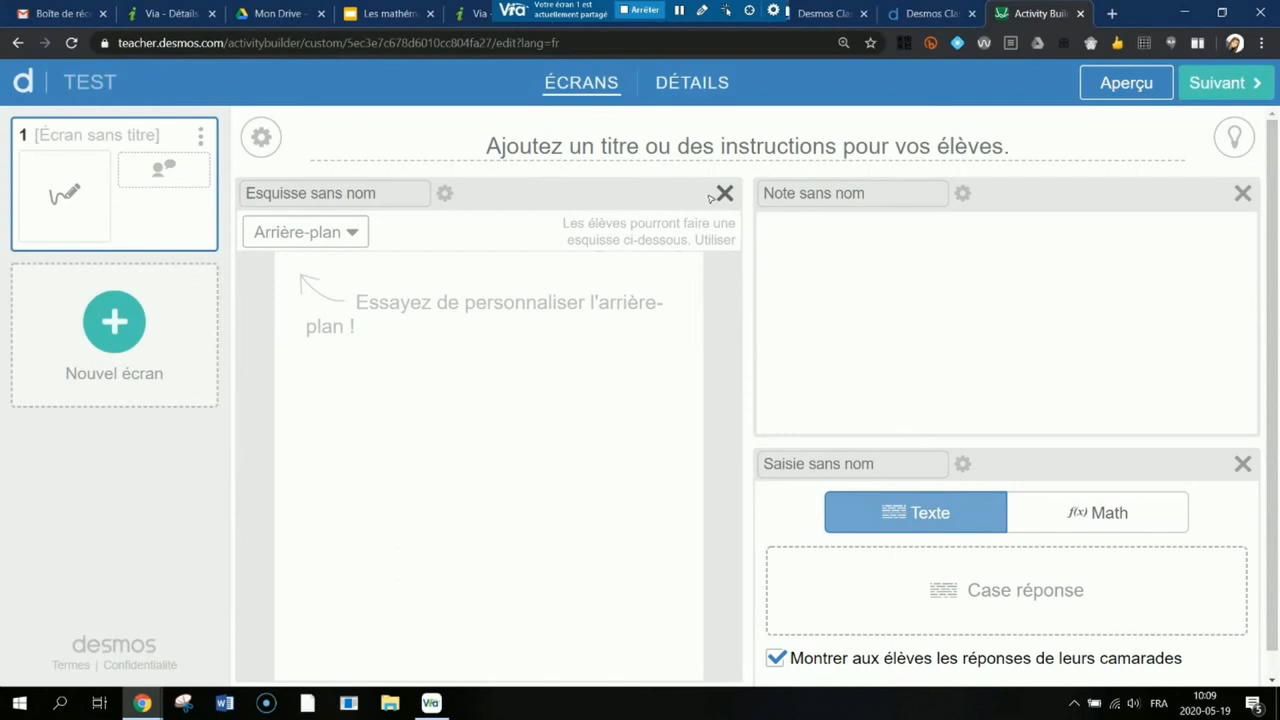 Boîte de réc
Via - Détails
Mon Drive -
Les mathém
Via -
Via
Votre écran 1 est
actuellement partagé
Arrêter
Desmos Cla
Desmos Cla
Activity Buil
teacher.desmos.com/activitybuilder/custom/5ec3e7c678d6010cc804fa27/edit?lang=fr
d
TEST
ÉCRANS
DÉTAILS
Aperçu
Suivant
1 [Écran sans titre]
Ajoutez un titre ou des instructions pour vos élèves.
Esquisse sans nom
Note sans nom
Arrière-plan
Les élèves pourront faire une
esquisse ci-dessous. Utiliser
Essayez de personnaliser l'arrière-
plan !
Nouvel écran
Saisie sans nom
Texte
f(x) Math
Case réponse
Montrer aux élèves les réponses de leurs camarades
desmos
Termes | Confidentialité
Via
FRA
10:09
2020-05-19
5